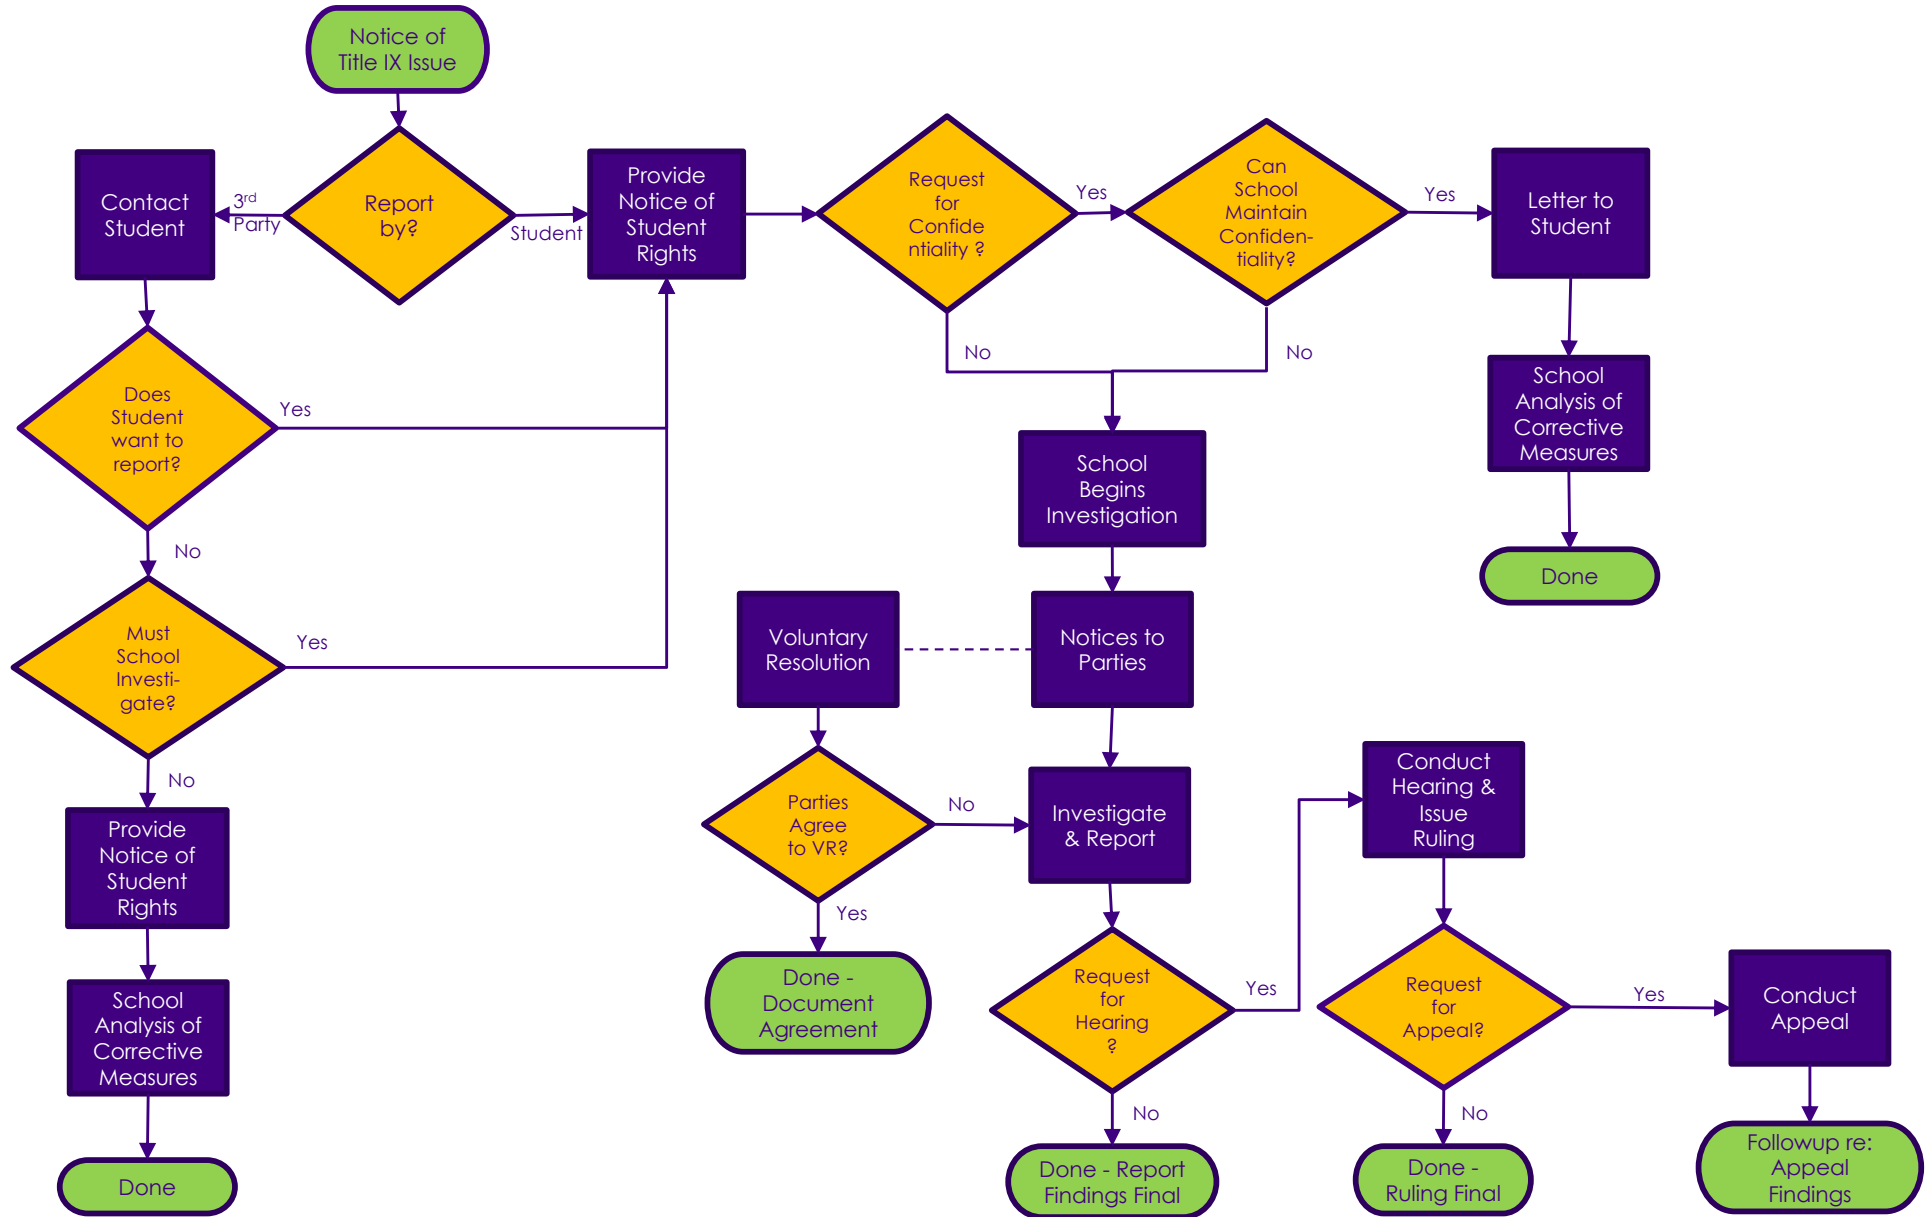 Notice of
Title IX Issue
Contact
Student
3rd
Party
Report
by?
Student
Provide
Notice of
Student
Rights
Request
for
Confide
ntiality ?
Yes
Can
School
Maintain
Confiden-
tiality?
Yes
Letter to
Student
No
No
Does
Student
want to
report?
Yes
School
Analysis of
Corrective
Measures
School
Begins
Investigation
No
Done
Must
School
Investi-
gate?
Yes
Voluntary
Resolution
Notices to
Parties
No
Parties
Agree
to VR?
No
Investigate
& Report
Conduct
Hearing &
Issue
Ruling
Provide
Notice of
Student
Rights
Yes
Done -
Document
Agreement
Request
for
Hearing
?
Yes
Request
for
Appeal?
Yes
Conduct
Appeal
School
Analysis of
Corrective
Measures
No
No
Done
Done - Report
Findings Final
Done -
Ruling Final
Followup re:
Appeal
Findings